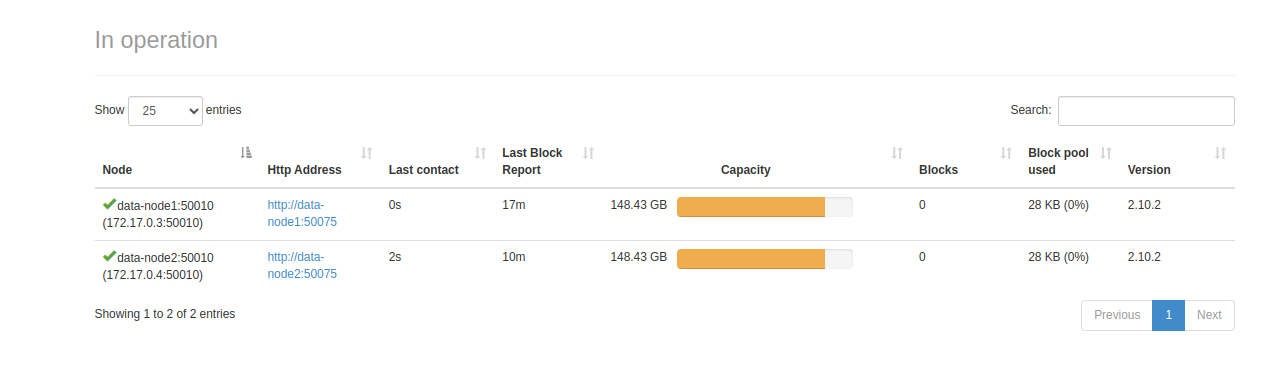 In operation
Show 25 entries Search:
Node Http Address Last contact Last Block Report Capacity Blocks Block pool used Version
data-node1:50010 http://data- 0s 17m 148.43 GB 0 28 KB (0%) 2.10.2
(172.17.0.3:50010) node1:50075
data-node2:50010 http://data- 2s 10m 148.43 GB 0 28 KB (0%) 2.10.2
(172.17.0.4:50010) node2:50075
Showing 1 to 2 of 2 entries Previous 1 Next